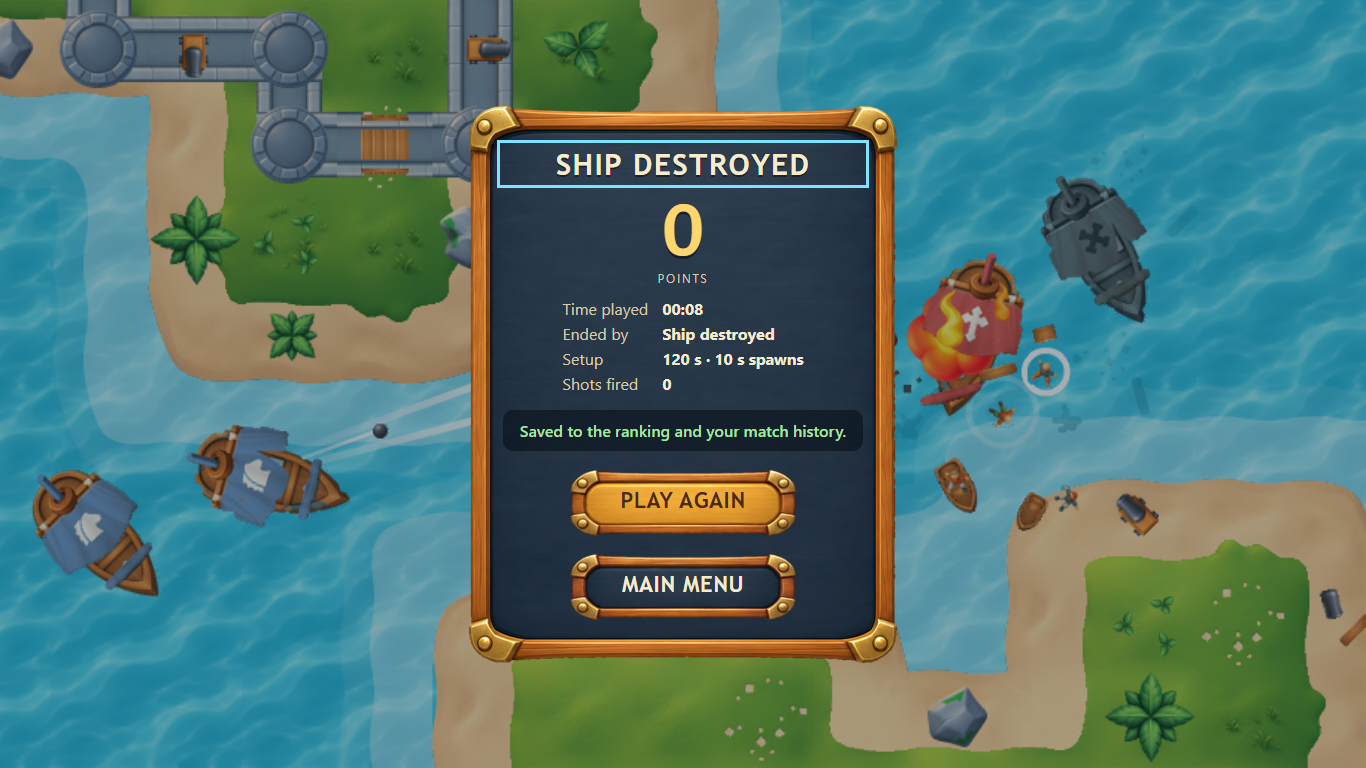 SHIP DESTROYED
0
POINTS
Time played 00:08
Ended by Ship destroyed
Setup 120 s · 10 s spawns
Shots fired 0
Saved to the ranking and your match history.
PLAY AGAIN
MAIN MENU